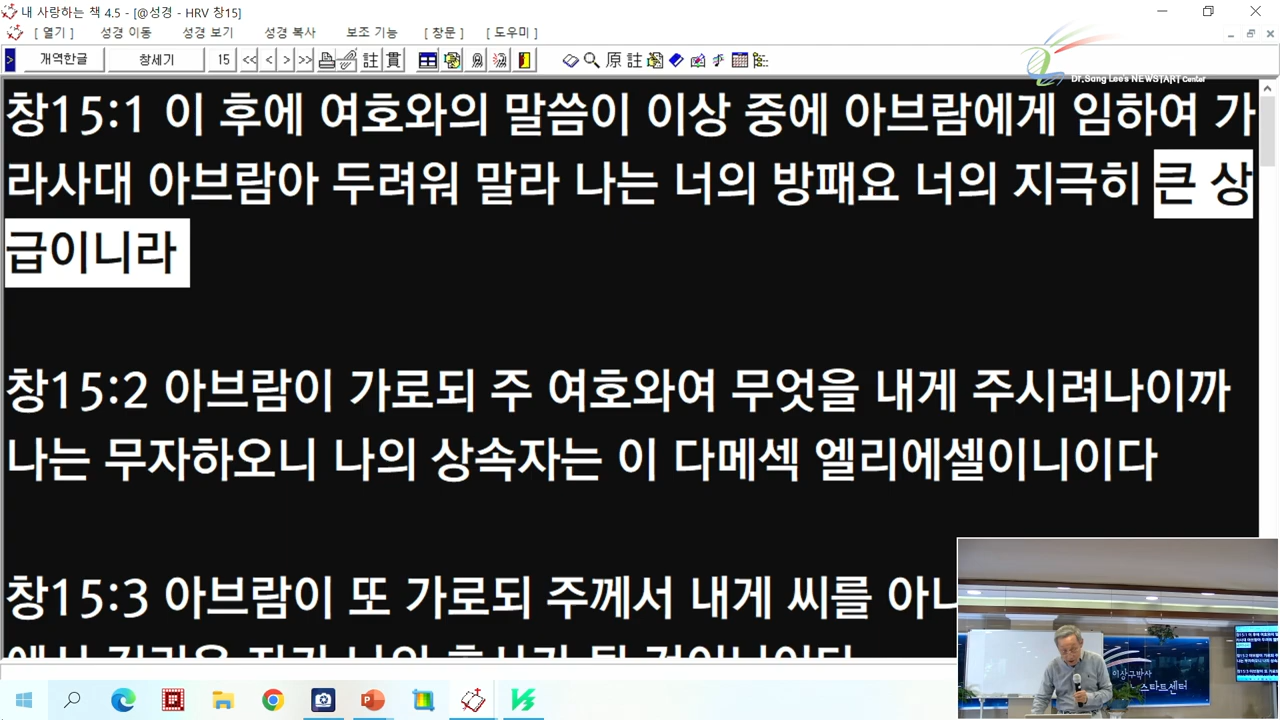 내 사랑하는 책 4.5 - [@성경 - HRV 창15]
[ 열기 ] 성경 이동 성경 보기 성경 복사 보조 기능 [ 창문 ] [ 도우미 ]
개역한글 창세기 15 << < > >> 註 貫 原 註
Dr.Sang Lee's NEWSTART Center
창15:1 이 후에 여호와의 말씀이 이상 중에 아브람에게 임하여 가
라사대 아브람아 두려워 말라 나는 너의 방패요 너의 지극히 큰 상
급이니라
창15:2 아브람이 가로되 주 여호와여 무엇을 내게 주시려나이까
나는 무자하오니 나의 상속자는 이 다메섹 엘리에셀이니이다
창15:3 아브람이 또 가로되 주께서 내게 씨를
이상구박사
스타트센터